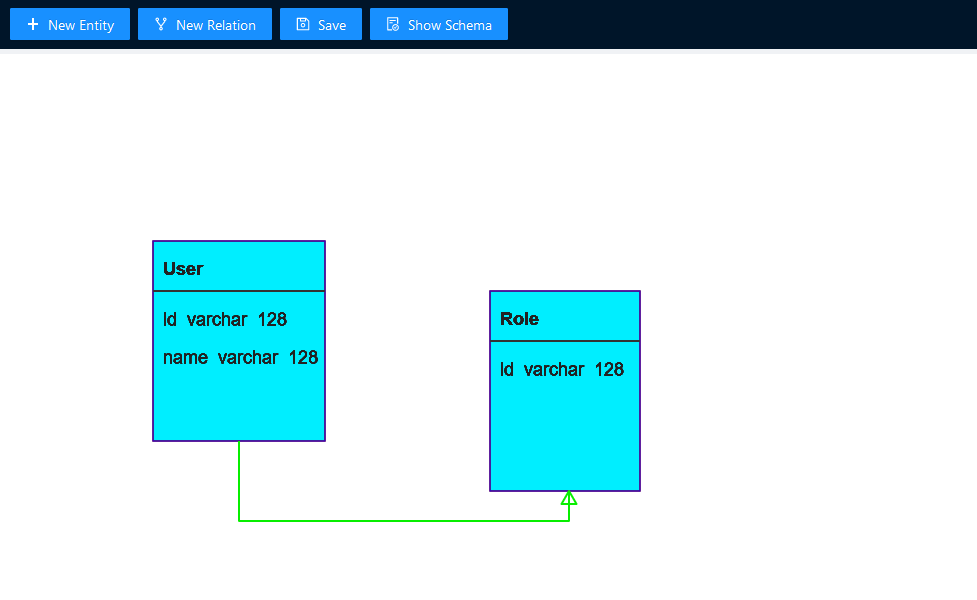 New Entity New Relation Save Show Schema
User
Id varchar 128
name varchar 128
Role
Id varchar 128